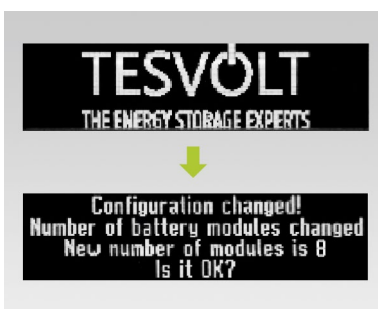 TESVOLT
THE ENERGY STORAGE EXPERTS
Configuration changed!
Number of battery modules changed
New number of modules is 8
Is it OK?